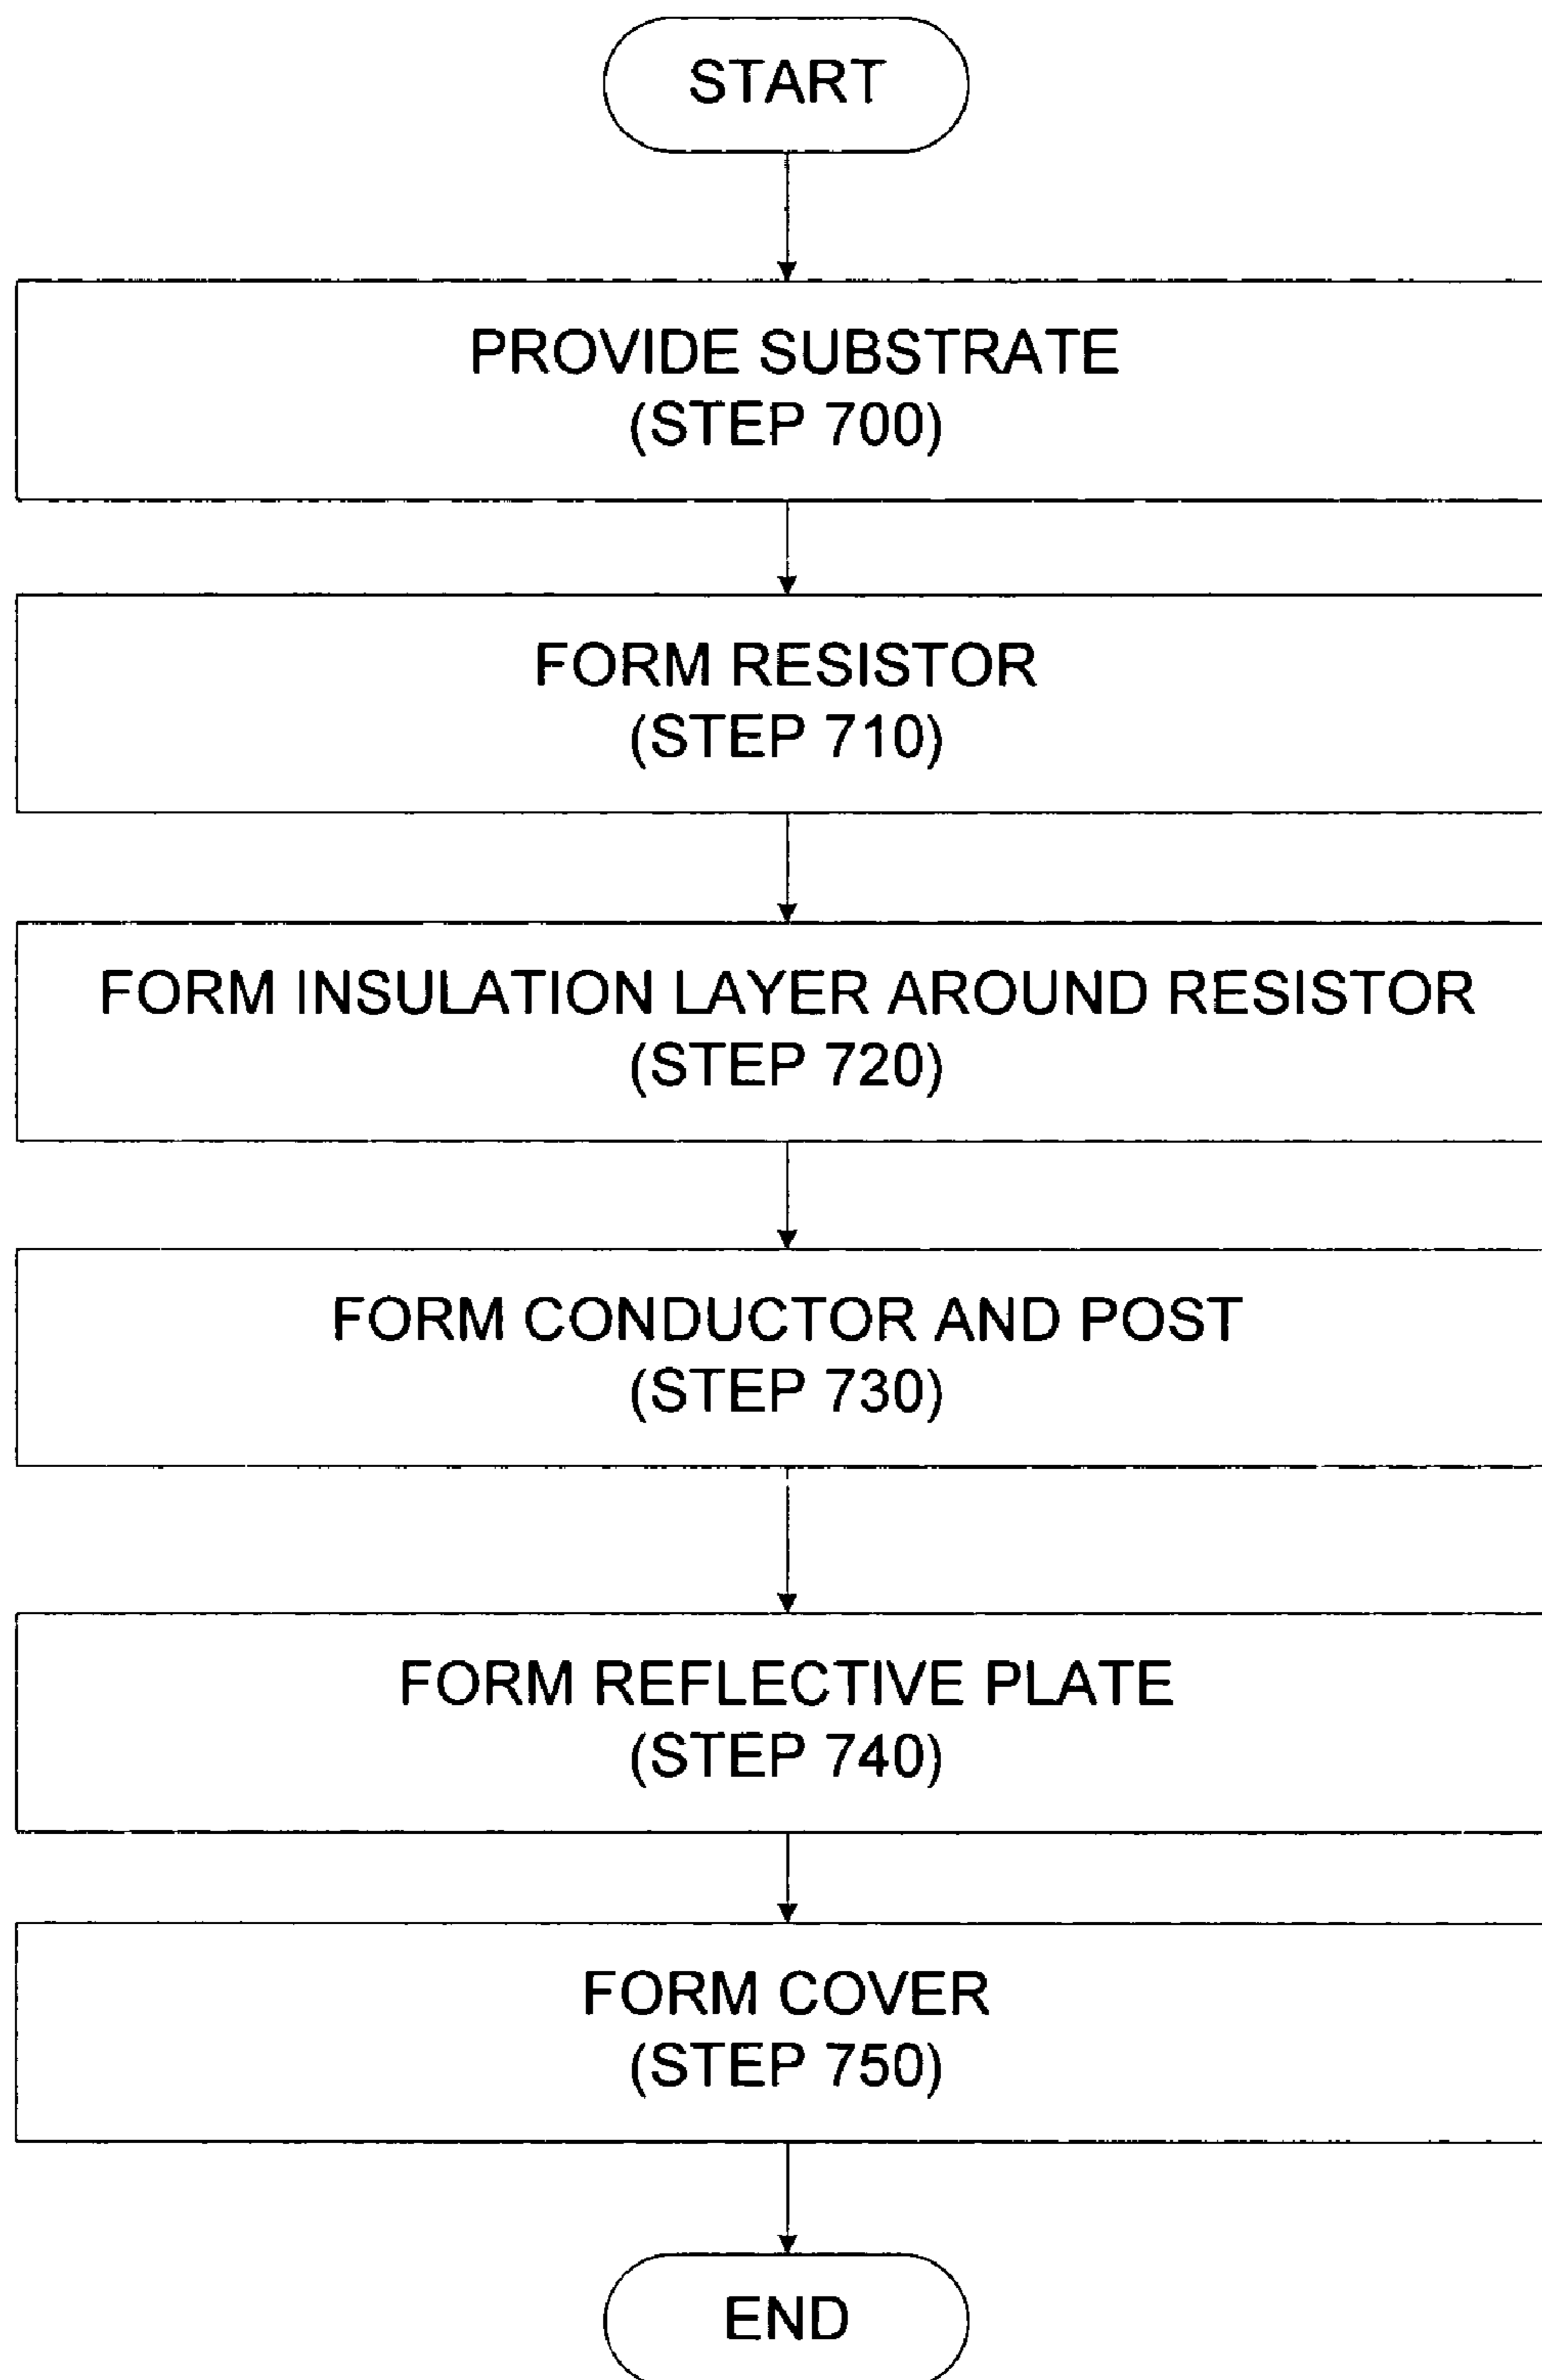 START
PROVIDE SUBSTRATE
(STEP 700)
FORM RESISTOR
(STEP 710)
FORM INSULATION LAYER AROUND RESISTOR
(STEP 720)
FORM CONDUCTOR AND POST
(STEP 730)
FORM REFLECTIVE PLATE
(STEP 740)
FORM COVER
(STEP 750)
END